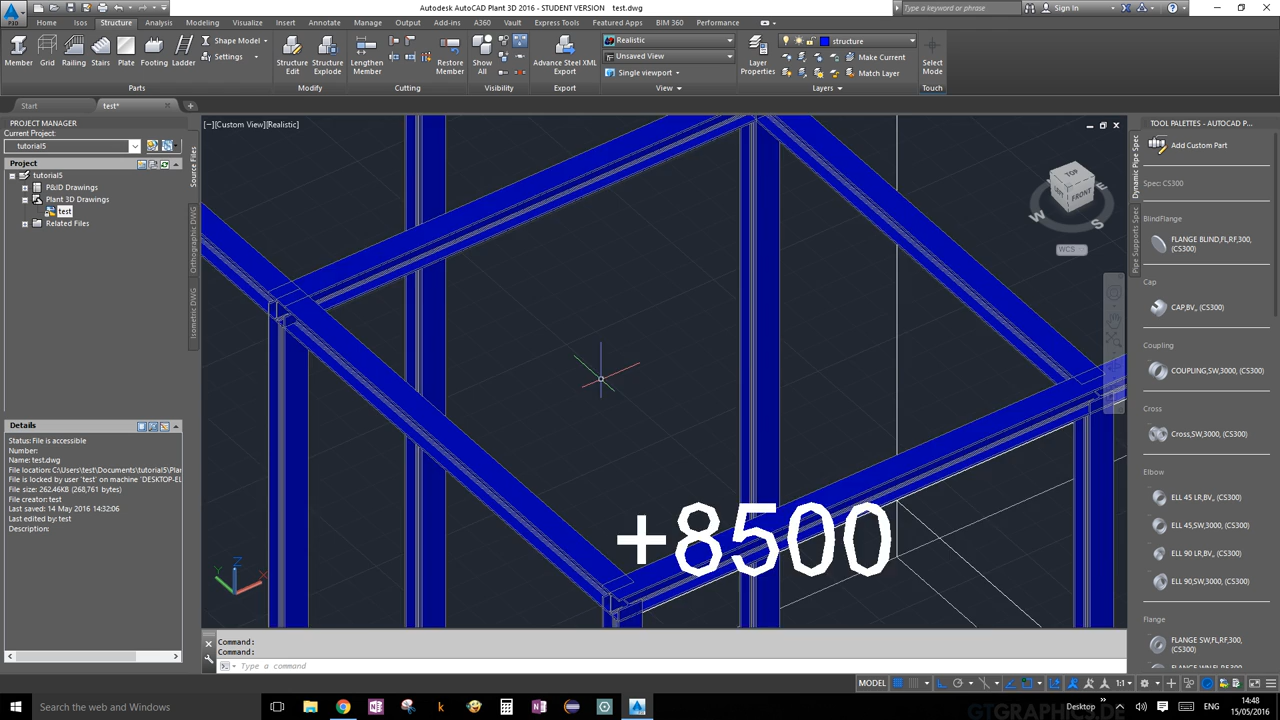 Autodesk AutoCAD Plant 3D 2016 - STUDENT VERSION test.dwg
Type a keyword or phrase
Sign In
P3D
Home Isos Structure Analysis Modeling Visualize Insert Annotate Manage Output Add-ins A360 Vault Express Tools Featured Apps BIM 360 Performance
Member Grid Railing Stairs Plate Footing Ladder
Shape Model
Settings
Structure Edit
Structure Explode
Lengthen Member
Restore Member
Show All
Advance Steel XML Export
Realistic
Unsaved View
Single viewport
Layer Properties
structure
Make Current
Match Layer
Select Mode
Parts Modify Cutting Visibility Export View Layers Touch
Start test*
PROJECT MANAGER
Current Project:
tutorial5
Project
tutorial5
P&ID Drawings
Plant 3D Drawings
test
Related Files
Source Files
Orthographic DWG
Isometric DWG
Details
Status: File is accessible
Number:
Name: test.dwg
File location: C:\Users\test\Documents\tutorial5\Plan
File is locked by user 'test' on machine 'DESKTOP-EL
File size: 262.46KB (268,761 bytes)
File creator: test
Last saved: 14 May 2016 14:32:06
Last edited by: test
Description:
[−][Custom View][Realistic]
TOP
FRONT
W
S
E
WCS
+8500
Z
Y
X
Command:
Command:
Type a command
TOOL PALETTES - AUTOCAD P...
Dynamic Pipe Spec
Pipe Supports Spec
Add Custom Part
Spec: CS300
BlindFlange
FLANGE BLIND,FL,RF,300,
(CS300)
Cap
CAP,BV,, (CS300)
Coupling
COUPLING,SW,3000, (CS300)
Cross
Cross,SW,3000, (CS300)
Elbow
ELL 45 LR,BV,, (CS300)
ELL 45,SW,3000, (CS300)
ELL 90 LR,BV,, (CS300)
ELL 90,SW,3000, (CS300)
Flange
FLANGE SW,FL,RF,300,
(CS300)
MODEL
1:1
Search the web and Windows
Desktop
ENG
14:48
15/05/2016
GTGRAPHICS.DE